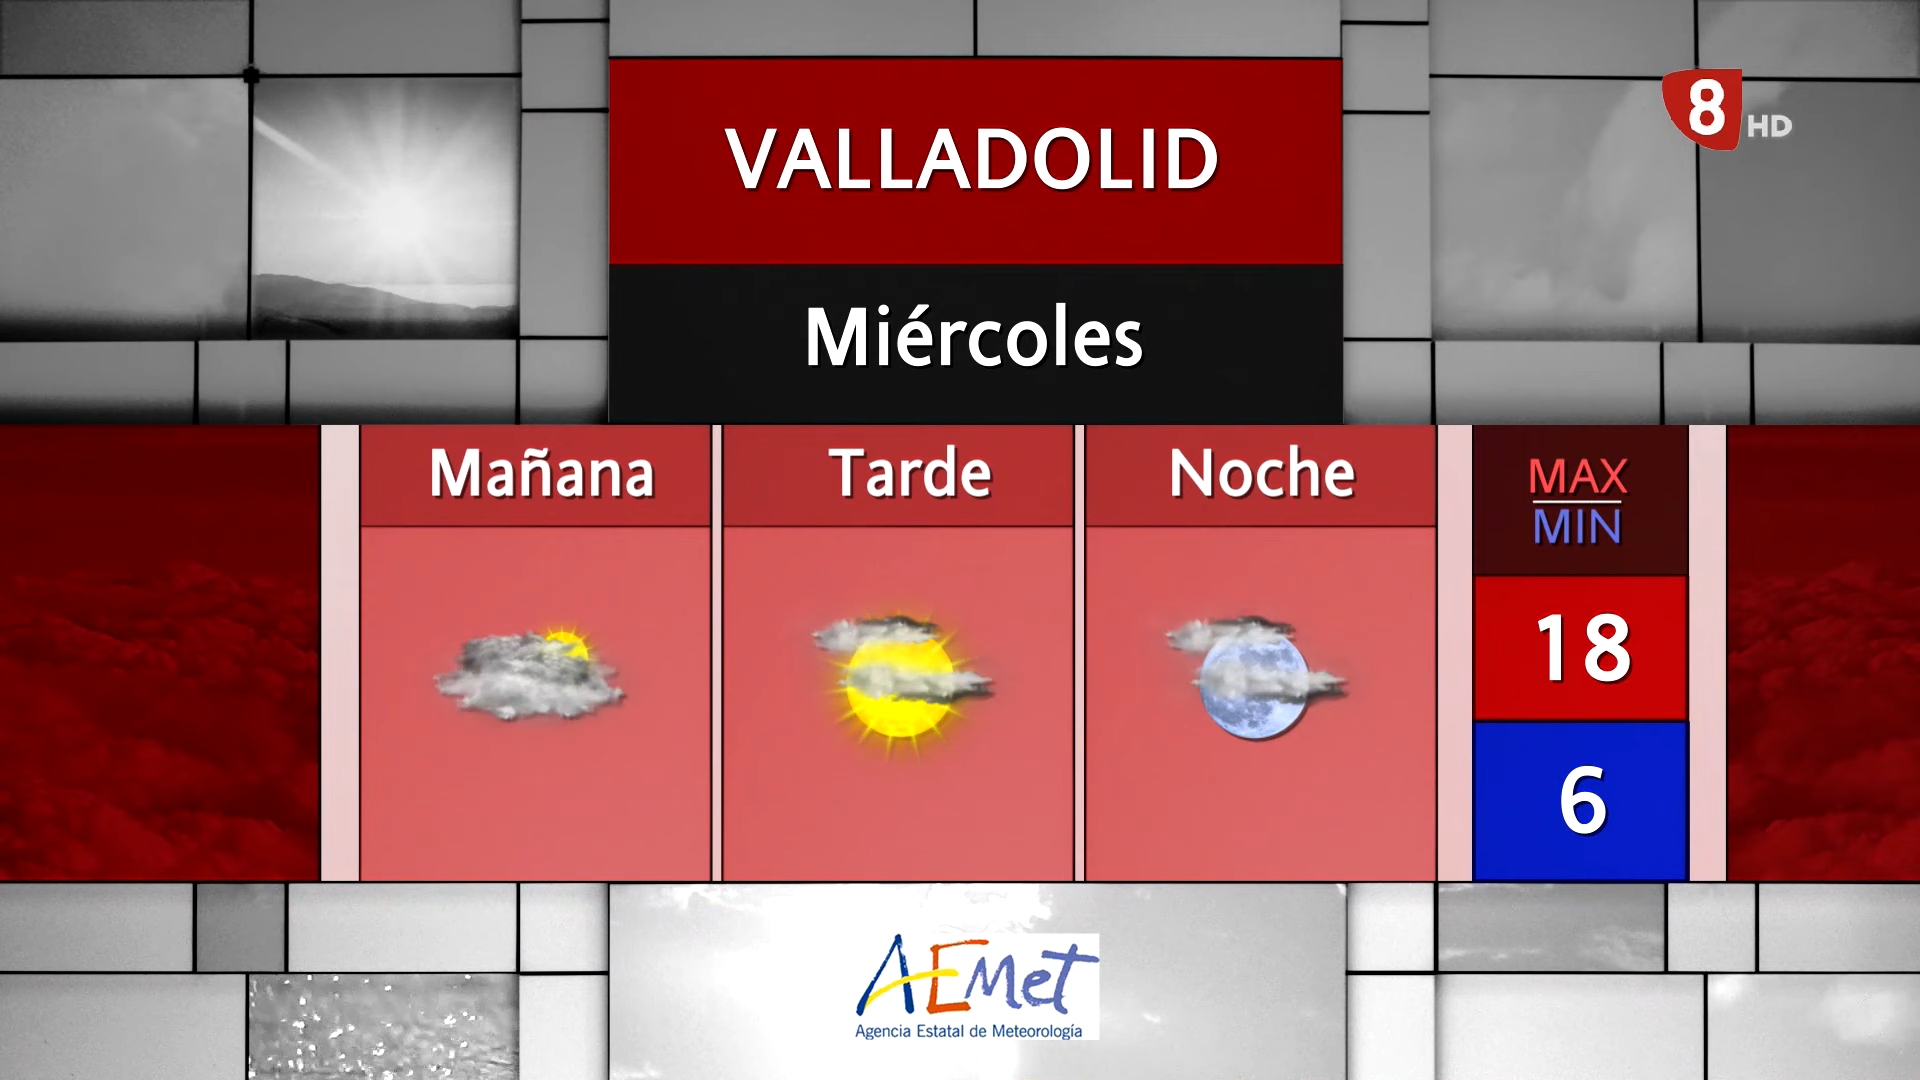 8 HD
VALLADOLID
Miércoles
Mañana
Tarde
Noche
MAX
MIN
18
6
AEMet
Agencia Estatal de Meteorología